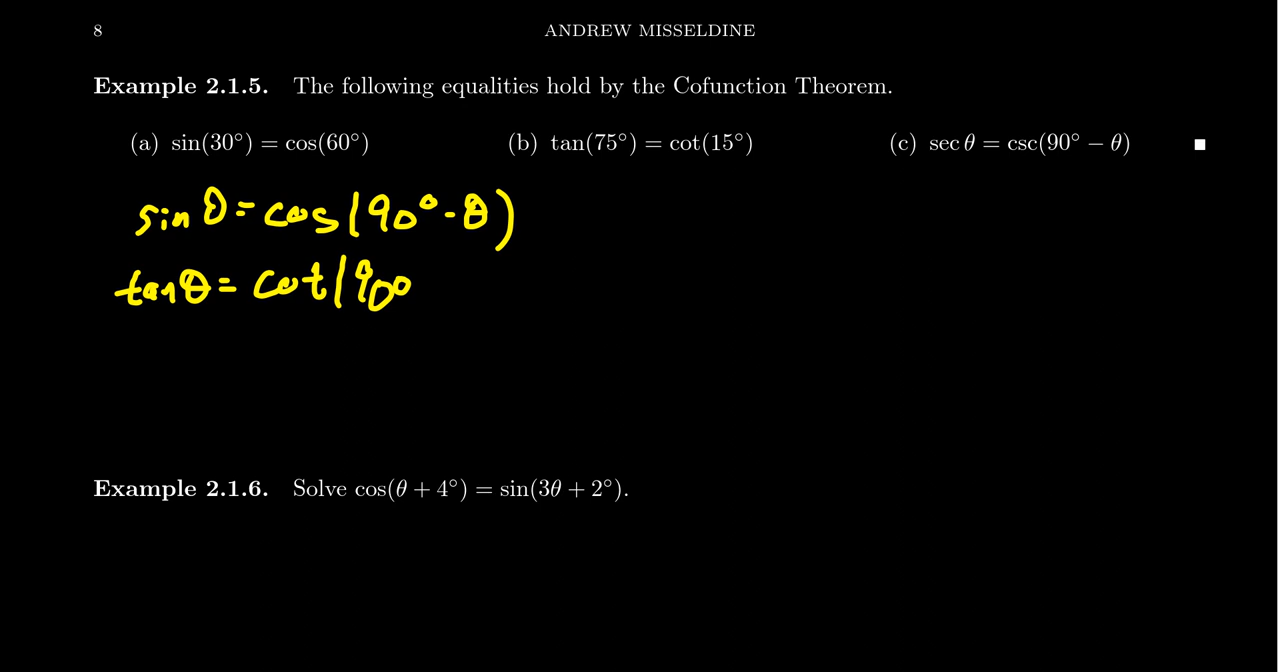 8 ANDREW MISSELDINE
Example 2.1.5. The following equalities hold by the Cofunction Theorem.
(a) sin(30°) = cos(60°) (b) tan(75°) = cot(15°) (c) sec θ = csc(90° − θ) ■
sin θ = cos(90° - θ)
tan θ = cot(90°
Example 2.1.6. Solve cos(θ + 4°) = sin(3θ + 2°).